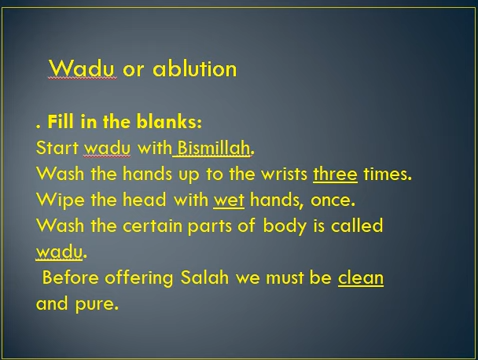 Wadu or ablution
. Fill in the blanks:
Start wadu with Bismillah.
Wash the hands up to the wrists three times.
Wipe the head with wet hands, once.
Wash the certain parts of body is called
wadu.
Before offering Salah we must be clean
and pure.